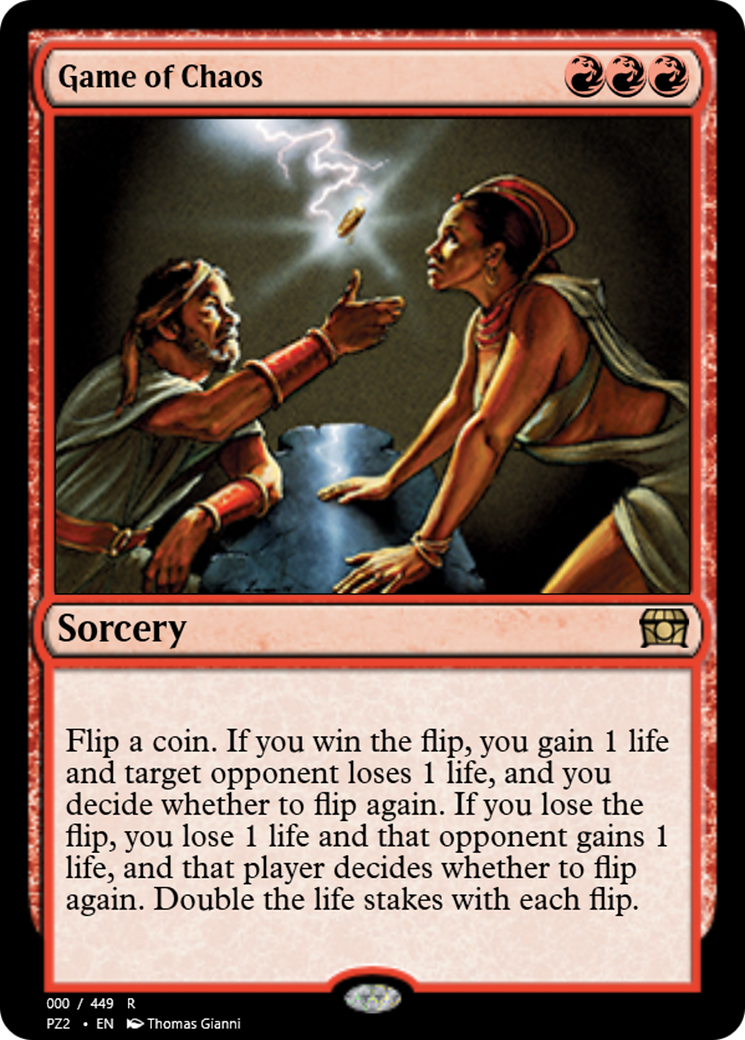 Game of Chaos
Sorcery
Flip a coin. If you win the flip, you gain 1 life
and target opponent loses 1 life, and you
decide whether to flip again. If you lose the
flip, you lose 1 life and that opponent gains 1
life, and that player decides whether to flip
again. Double the life stakes with each flip.
000 / 449 R
PZ2 • EN Thomas Gianni